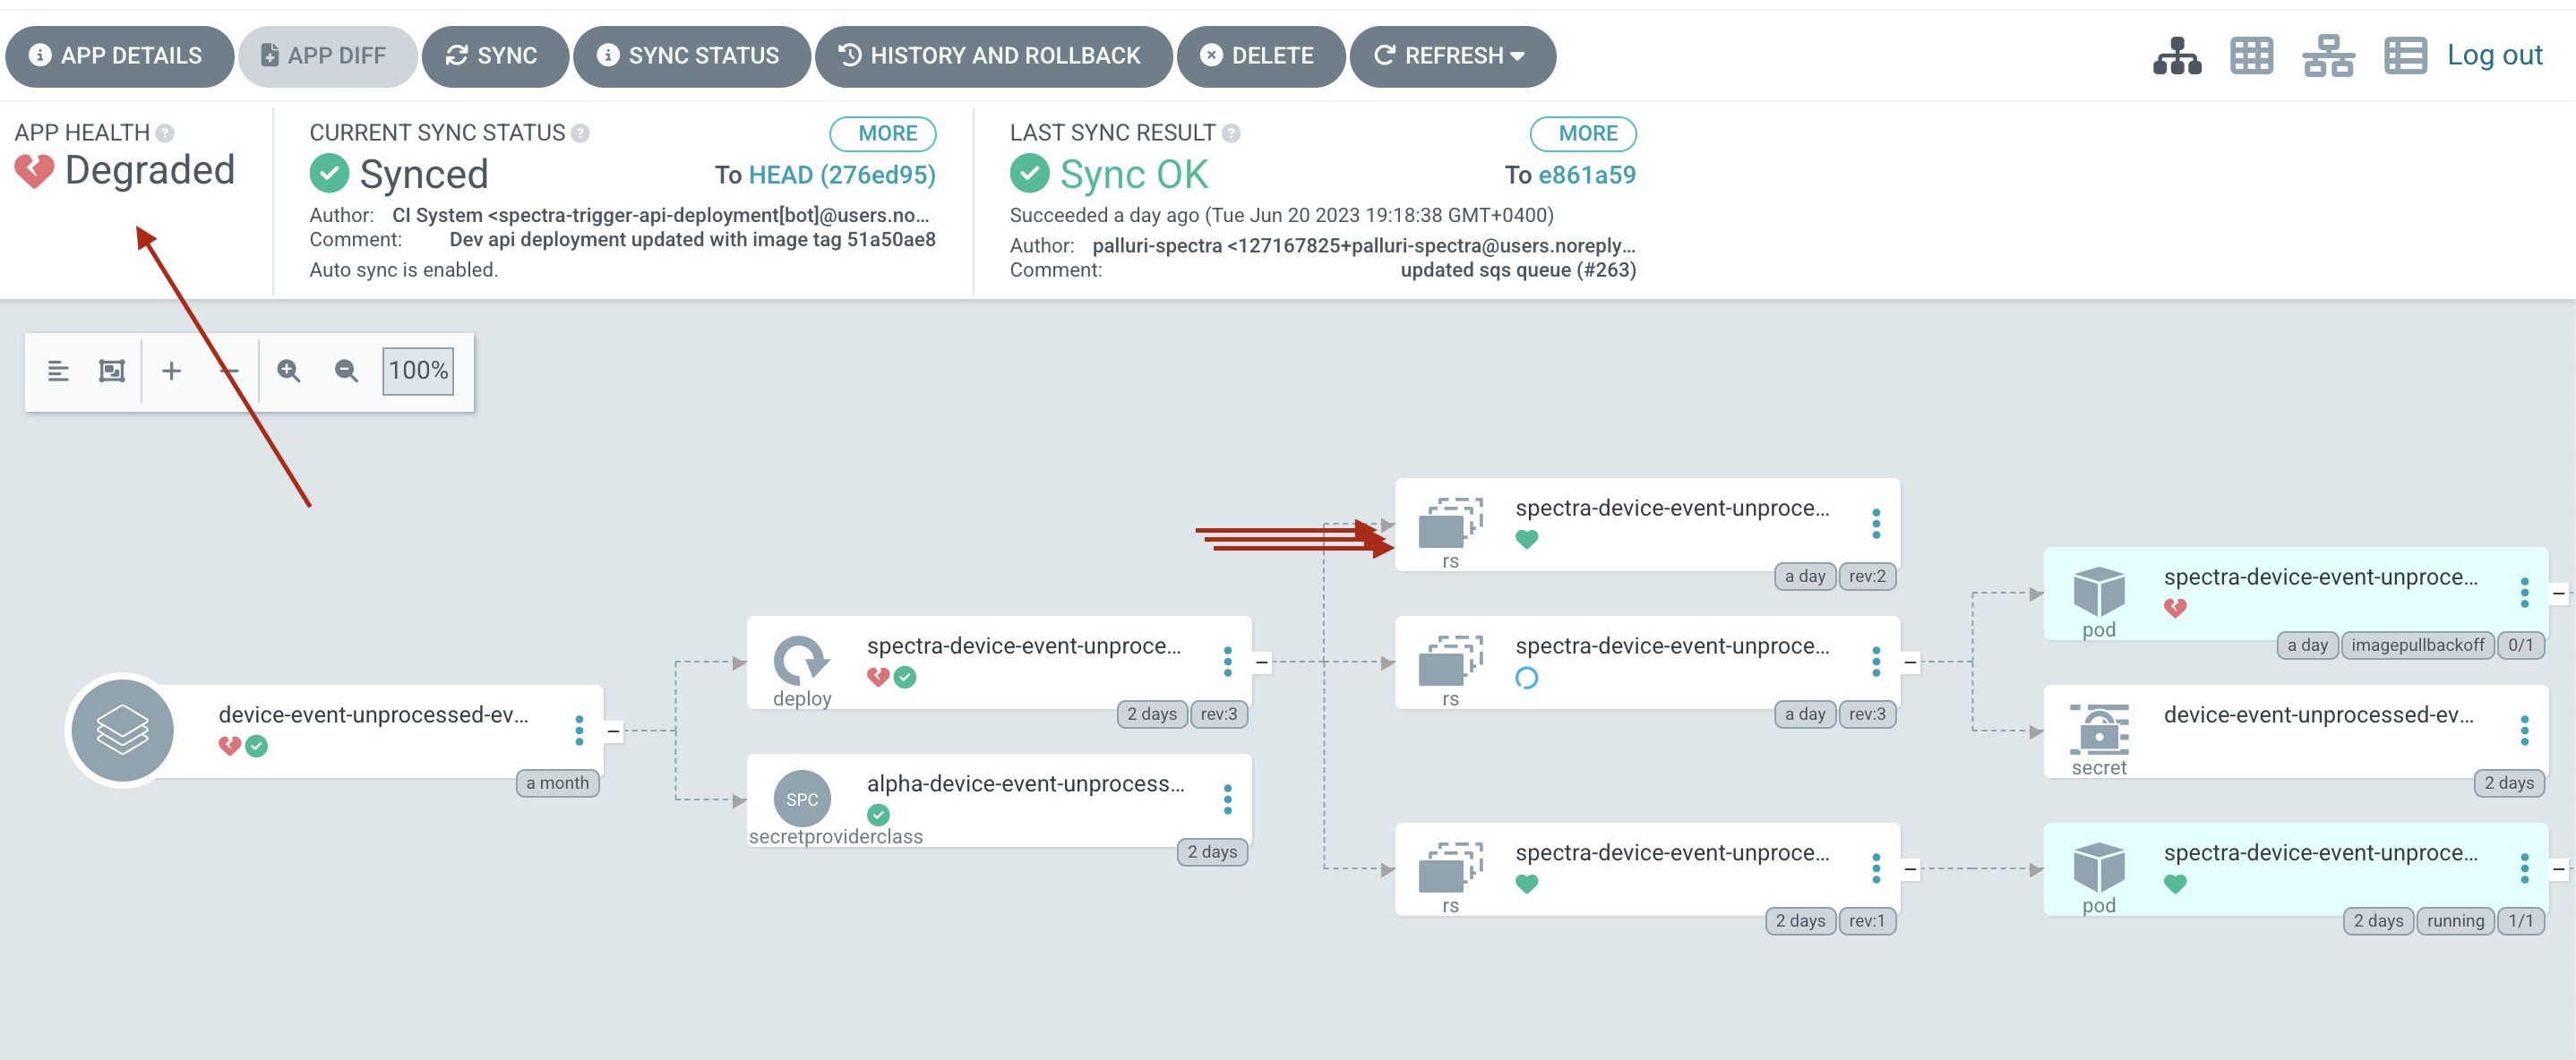 APP DETAILS APP DIFF SYNC SYNC STATUS HISTORY AND ROLLBACK DELETE REFRESH Log out
APP HEALTH ?
Degraded
CURRENT SYNC STATUS ? MORE
Synced To HEAD (276ed95)
Author: CI System <spectra-trigger-api-deployment[bot]@users.no...
Comment: Dev api deployment updated with image tag 51a50ae8
Auto sync is enabled.
LAST SYNC RESULT ? MORE
Sync OK To e861a59
Succeeded a day ago (Tue Jun 20 2023 19:18:38 GMT+0400)
Author: palluri-spectra <127167825+palluri-spectra@users.noreply...
Comment: updated sqs queue (#263)
100%
device-event-unprocessed-ev...
a month
spectra-device-event-unproce...
deploy
2 days rev:3
SPC
alpha-device-event-unprocess...
secretproviderclass
2 days
spectra-device-event-unproce...
rs
a day rev:2
spectra-device-event-unproce...
rs
a day rev:3
spectra-device-event-unproce...
rs
2 days rev:1
spectra-device-event-unproce...
pod
a day imagepullbackoff 0/1
device-event-unprocessed-ev...
secret
2 days
spectra-device-event-unproce...
pod
2 days running 1/1